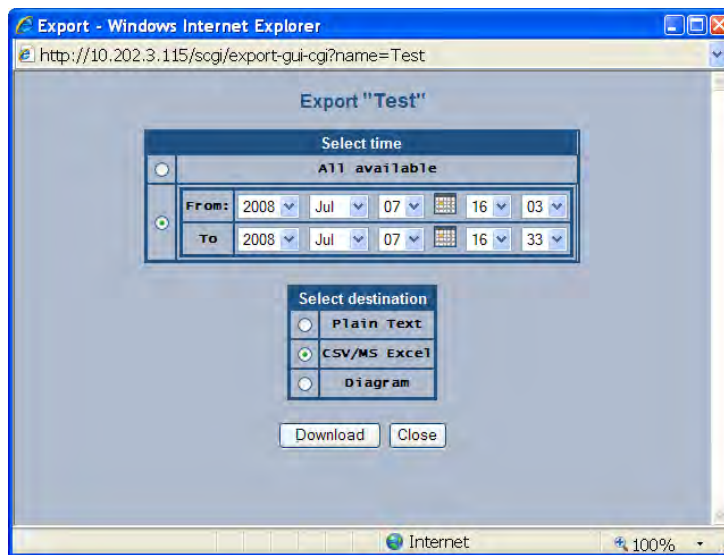 Export - Windows Internet Explorer
http://10.202.3.115/scgi/export-gui-cgi?name=Test
Export "Test"
Select time
All available
From: 2008 Jul 07 16 03
To 2008 Jul 07 16 33
Select destination
Plain Text
CSV/MS Excel
Diagram
Download Close
Internet 100%